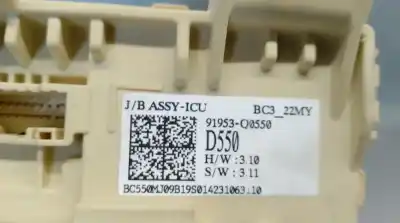 J/B ASSY-ICU BC3_22MY
91953-Q0550
D550
H/W : 3.10
S/W : 3.11
BC550MJ09B19S014231063.10